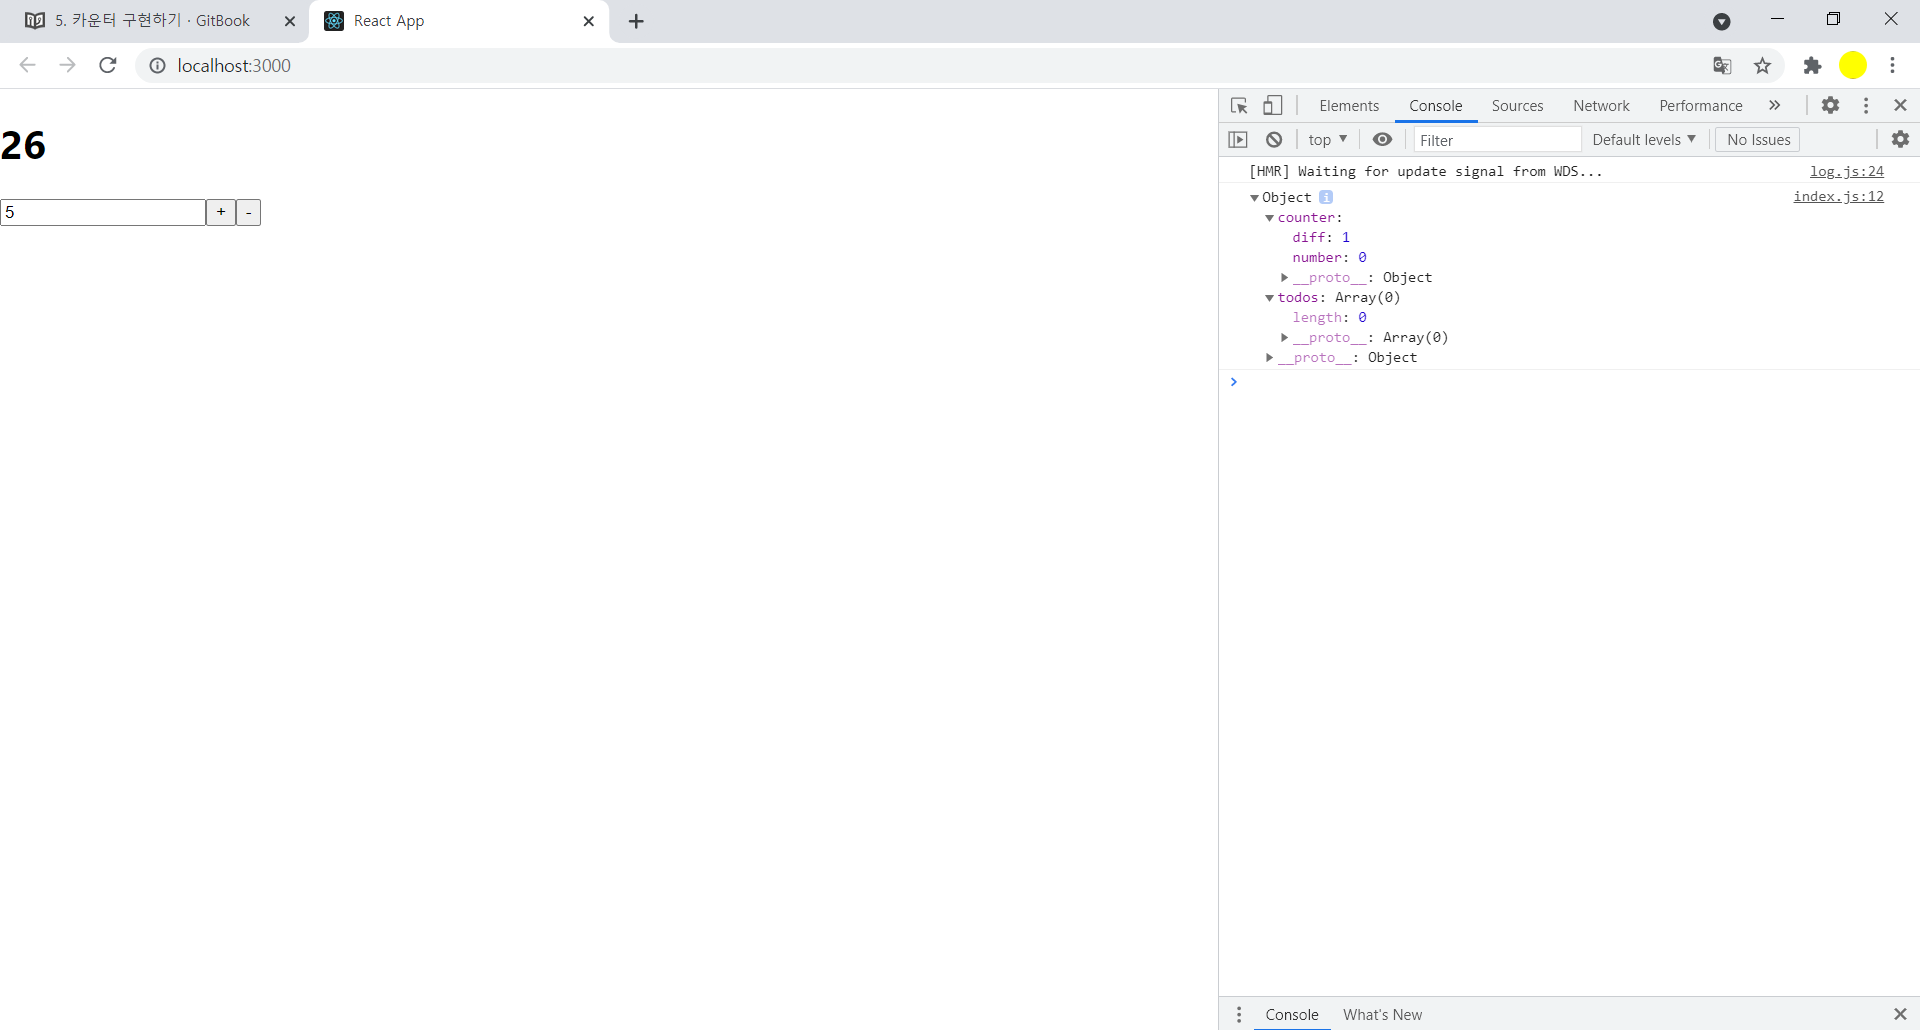 5. 카운터 구현하기 · GitBook
React App
localhost:3000
26
5
+ -
Elements Console Sources Network Performance »
top Filter Default levels No Issues
[HMR] Waiting for update signal from WDS... log.js:24
Object i index.js:12
counter:
diff: 1
number: 0
__proto__: Object
todos: Array(0)
length: 0
__proto__: Array(0)
__proto__: Object
Console What's New